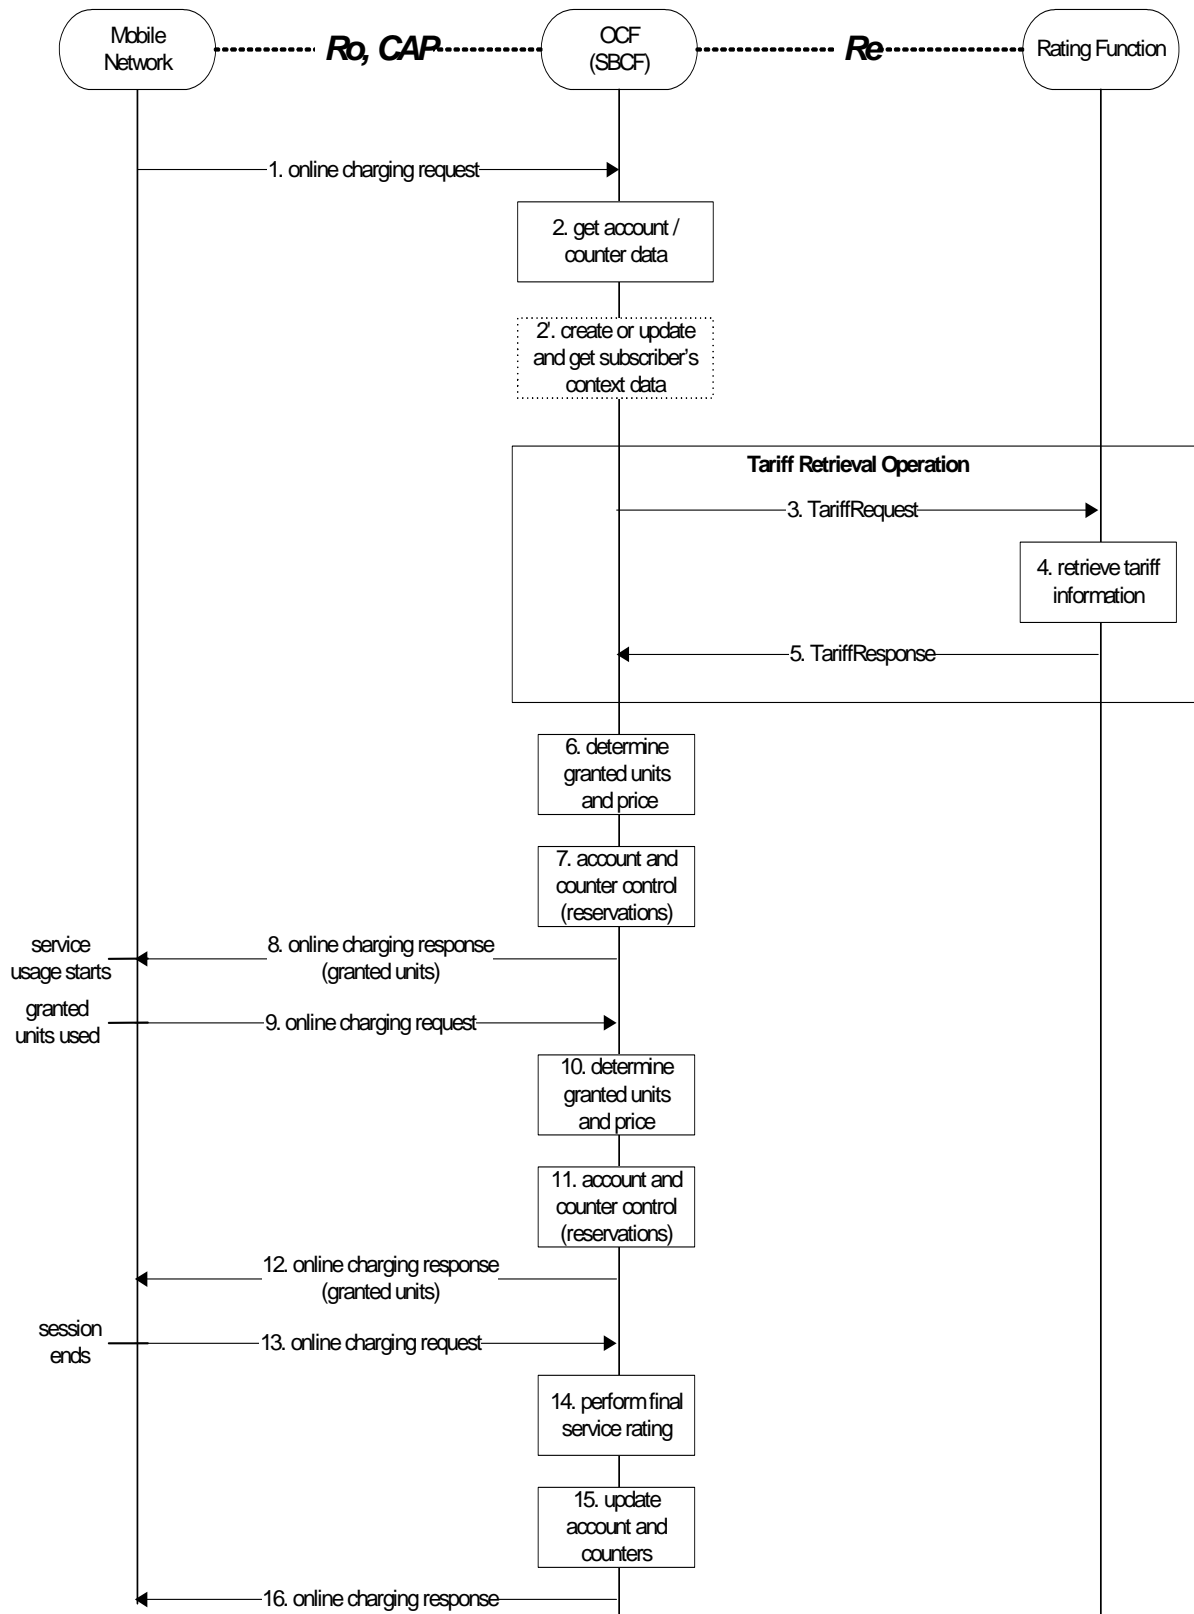 Mobile
Network
Ro, CAP
OCF
(SBCF)
Re
Rating Function
1. online charging request
2. get account /
counter data
2'. create or update
and get subscriber's
context data
Tariff Retrieval Operation
3. TariffRequest
4. retrieve tariff
information
5. TariffResponse
6. determine
granted units
and price
7. account and
counter control
(reservations)
service
usage starts
8. online charging response
(granted units)
granted
units used
9. online charging request
10. determine
granted units
and price
11. account and
counter control
(reservations)
12. online charging response
(granted units)
session
ends
13. online charging request
14. perform final
service rating
15. update
account and
counters
16. online charging response